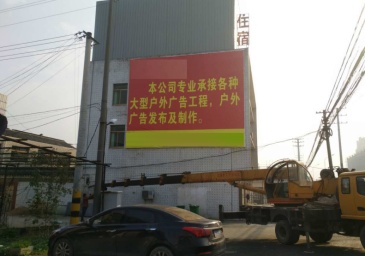 住
宿
本公司专业承接各种
大型户外广告工程，户外
广告发布及制作。